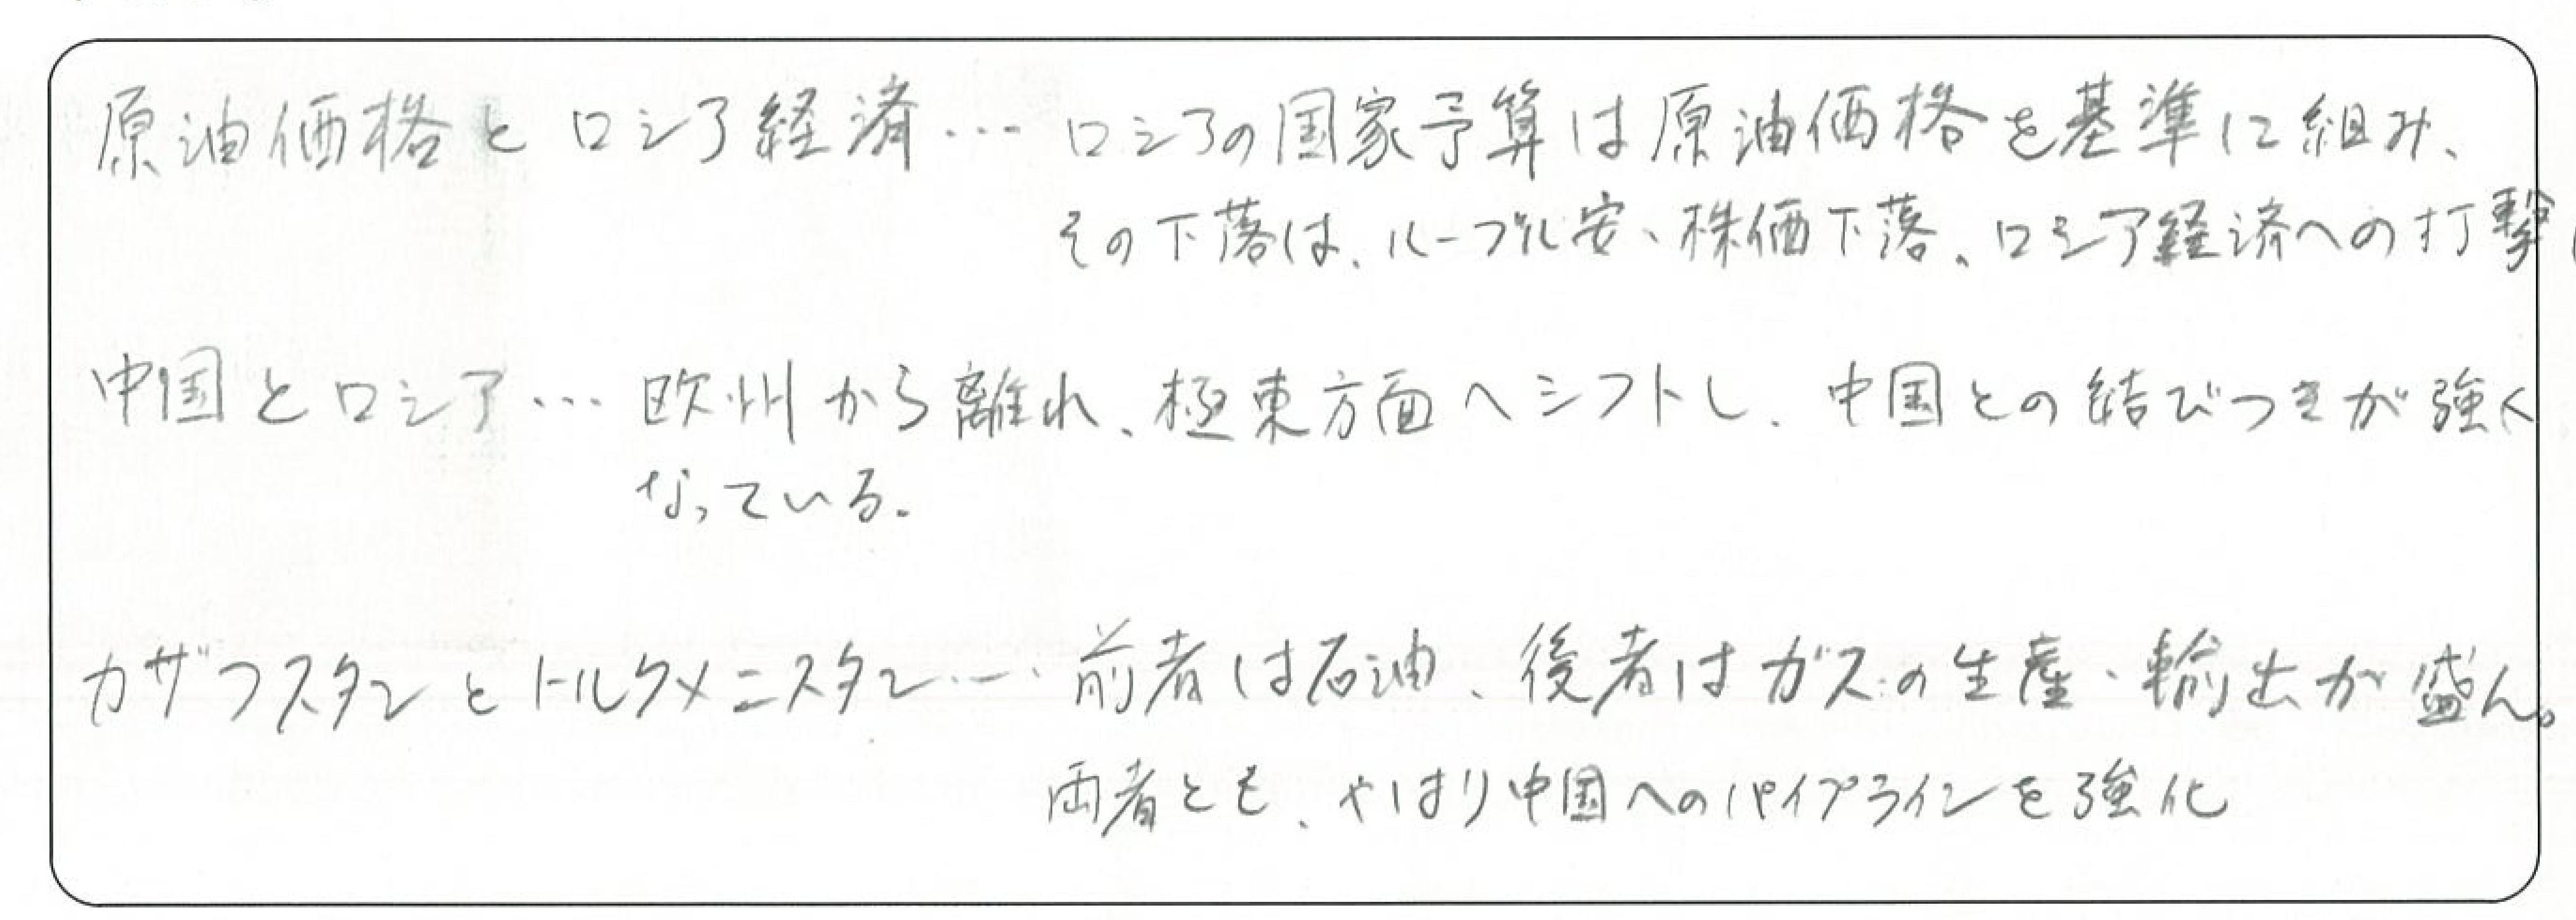 原油価格とロシア経済… ロシアの国家予算は原油価格を基準に組み、
その下落は、ルーブル安、株価下落、ロシア経済への打撃
中国とロシア… 欧州から離れ、極東方面へシフトし、中国との結びつきが強く
なっている。
カザフスタンとトルクメニスタン… 前者は石油、後者はガスの生産・輸出が盛ん。
両者とも、やはり中国へのパイプラインを強化